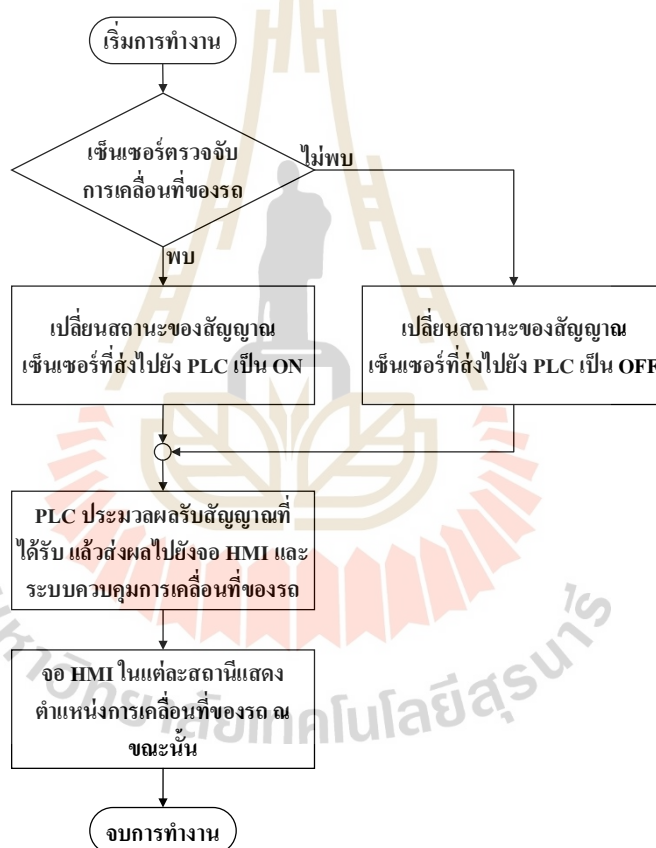 เริ่มการทำงาน
เซ็นเซอร์ตรวจจับ
การเคลื่อนที่ของรถ
ไม่พบ
พบ
เปลี่ยนสถานะของสัญญาณ
เซ็นเซอร์ที่ส่งไปยัง PLC เป็น ON
เปลี่ยนสถานะของสัญญาณ
เซ็นเซอร์ที่ส่งไปยัง PLC เป็น OFF
PLC ประมวลผลรับสัญญาณที่
ได้รับ แล้วส่งผลไปยังจอ HMI และ
ระบบควบคุมการเคลื่อนที่ของรถ
จอ HMI ในแต่ละสถานีแสดง
ตำแหน่งการเคลื่อนที่ของรถ ณ
ขณะนั้น
จบการทำงาน